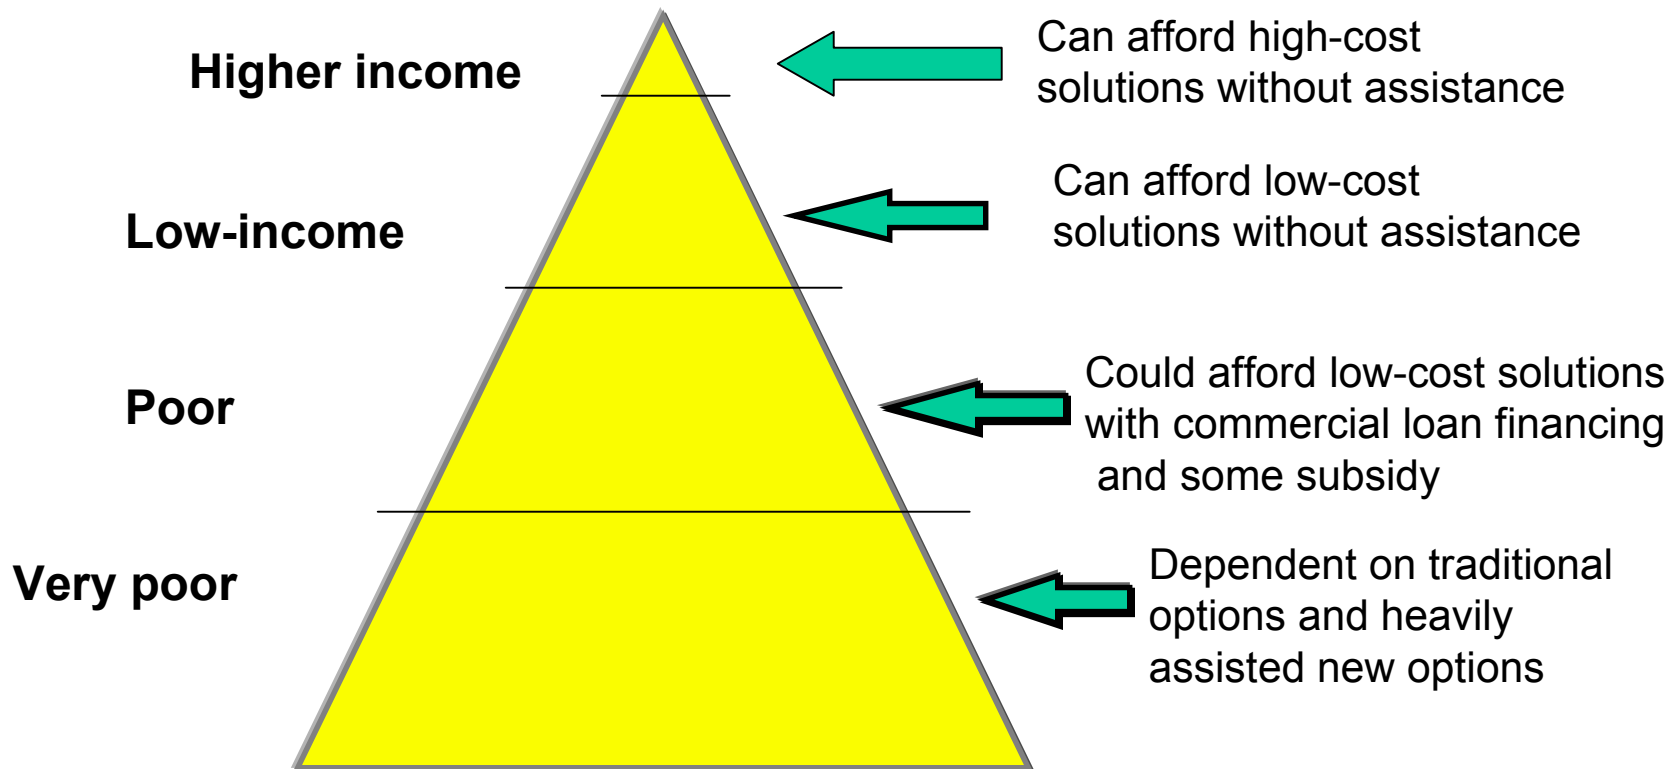 Higher income
Can afford high-cost
solutions without assistance
Low-income
Can afford low-cost
solutions without assistance
Poor
Could afford low-cost solutions
with commercial loan financing
and some subsidy
Very poor
Dependent on traditional
options and heavily
assisted new options